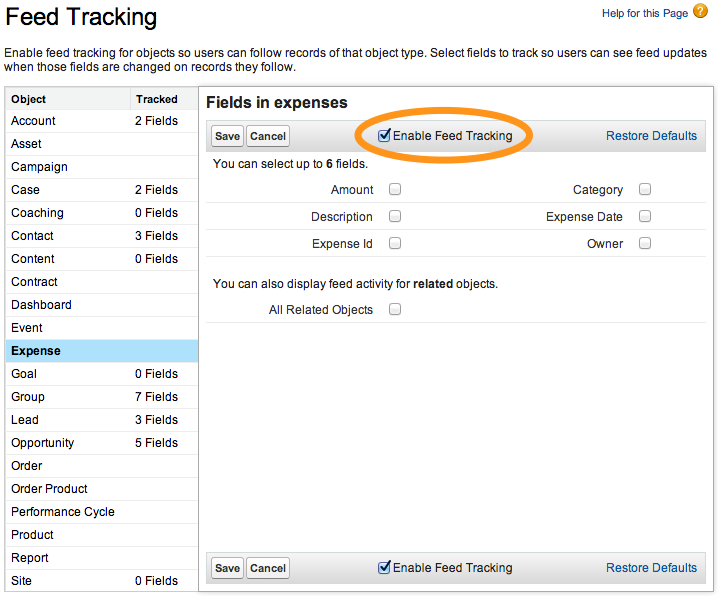 Feed Tracking
Help for this Page ?
Enable feed tracking for objects so users can follow records of that object type. Select fields to track so users can see feed updates
when those fields are changed on records they follow.
Object Tracked
Account 2 Fields
Asset
Campaign
Case 2 Fields
Coaching 0 Fields
Contact 3 Fields
Content 0 Fields
Contract
Dashboard
Event
Expense
Goal 0 Fields
Group 7 Fields
Lead 3 Fields
Opportunity 5 Fields
Order
Order Product
Performance Cycle
Product
Report
Site 0 Fields
Fields in expenses
Save Cancel Enable Feed Tracking Restore Defaults
You can select up to 6 fields.
Amount Category
Description Expense Date
Expense Id Owner
You can also display feed activity for related objects.
All Related Objects
Save Cancel Enable Feed Tracking Restore Defaults